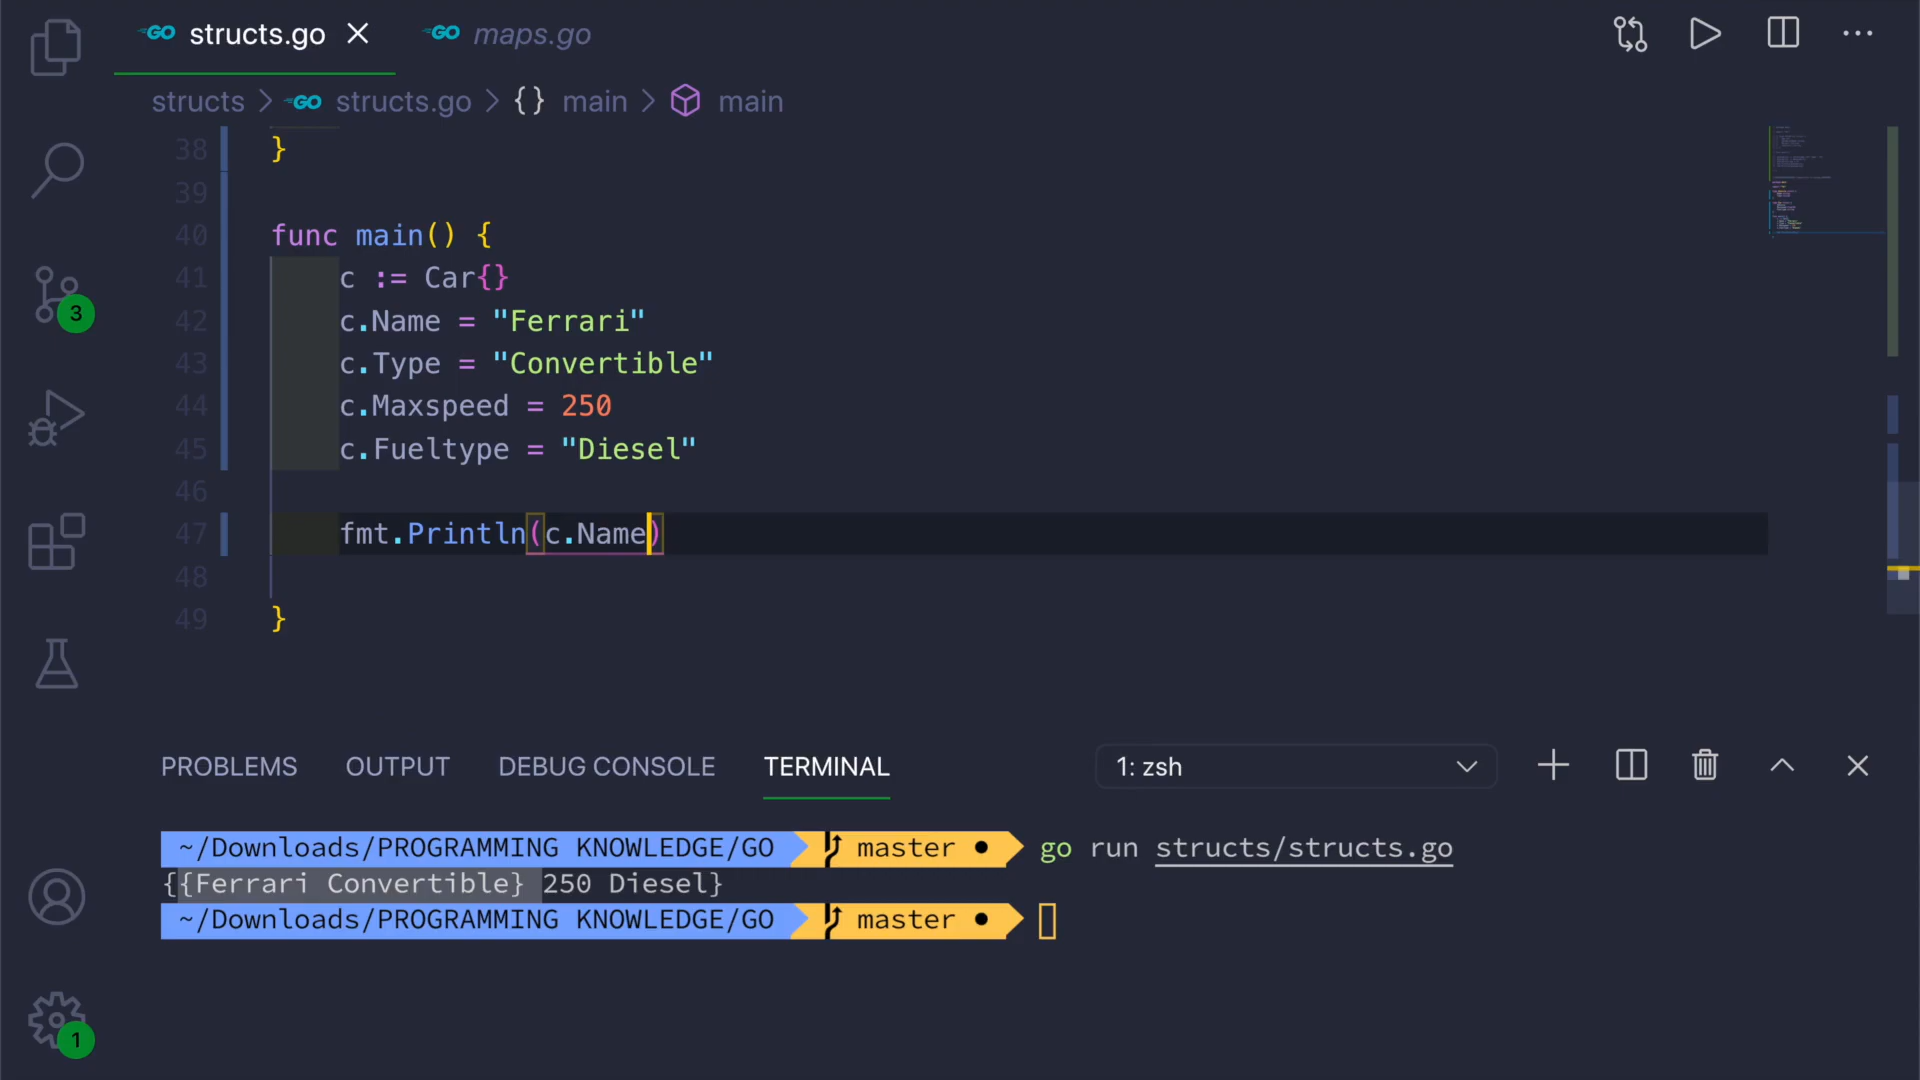 GO structs.go
GO maps.go
structs > GO structs.go > {} main > main
38 }
39
40 func main() {
41 c := Car{}
42 c.Name = "Ferrari"
43 c.Type = "Convertible"
44 c.Maxspeed = 250
45 c.Fueltype = "Diesel"
46
47 fmt.Println(c.Name)
48
49 }
3
1
PROBLEMS OUTPUT DEBUG CONSOLE TERMINAL 1: zsh
~/Downloads/PROGRAMMING KNOWLEDGE/GO master ● go run structs/structs.go
{{Ferrari Convertible} 250 Diesel}
~/Downloads/PROGRAMMING KNOWLEDGE/GO master ●